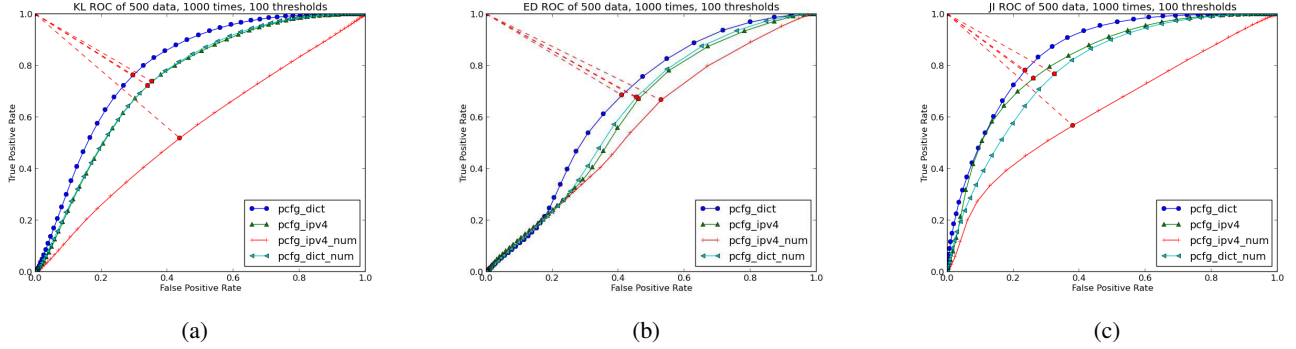 KL ROC of 500 data, 1000 times, 100 thresholds
1.0
0.8
0.6
0.4
0.2
0.0
True Positive Rate
0.0 0.2 0.4 0.6 0.8 1.0
False Positive Rate
pcfg_dict
pcfg_ipv4
pcfg_ipv4_num
pcfg_dict_num
(a)
ED ROC of 500 data, 1000 times, 100 thresholds
1.0
0.8
0.6
0.4
0.2
0.0
True Positive Rate
0.0 0.2 0.4 0.6 0.8 1.0
False Positive Rate
pcfg_dict
pcfg_ipv4
pcfg_ipv4_num
pcfg_dict_num
(b)
JI ROC of 500 data, 1000 times, 100 thresholds
1.0
0.8
0.6
0.4
0.2
0.0
True Positive Rate
0.0 0.2 0.4 0.6 0.8 1.0
False Positive Rate
pcfg_dict
pcfg_ipv4
pcfg_ipv4_num
pcfg_dict_num
(c)